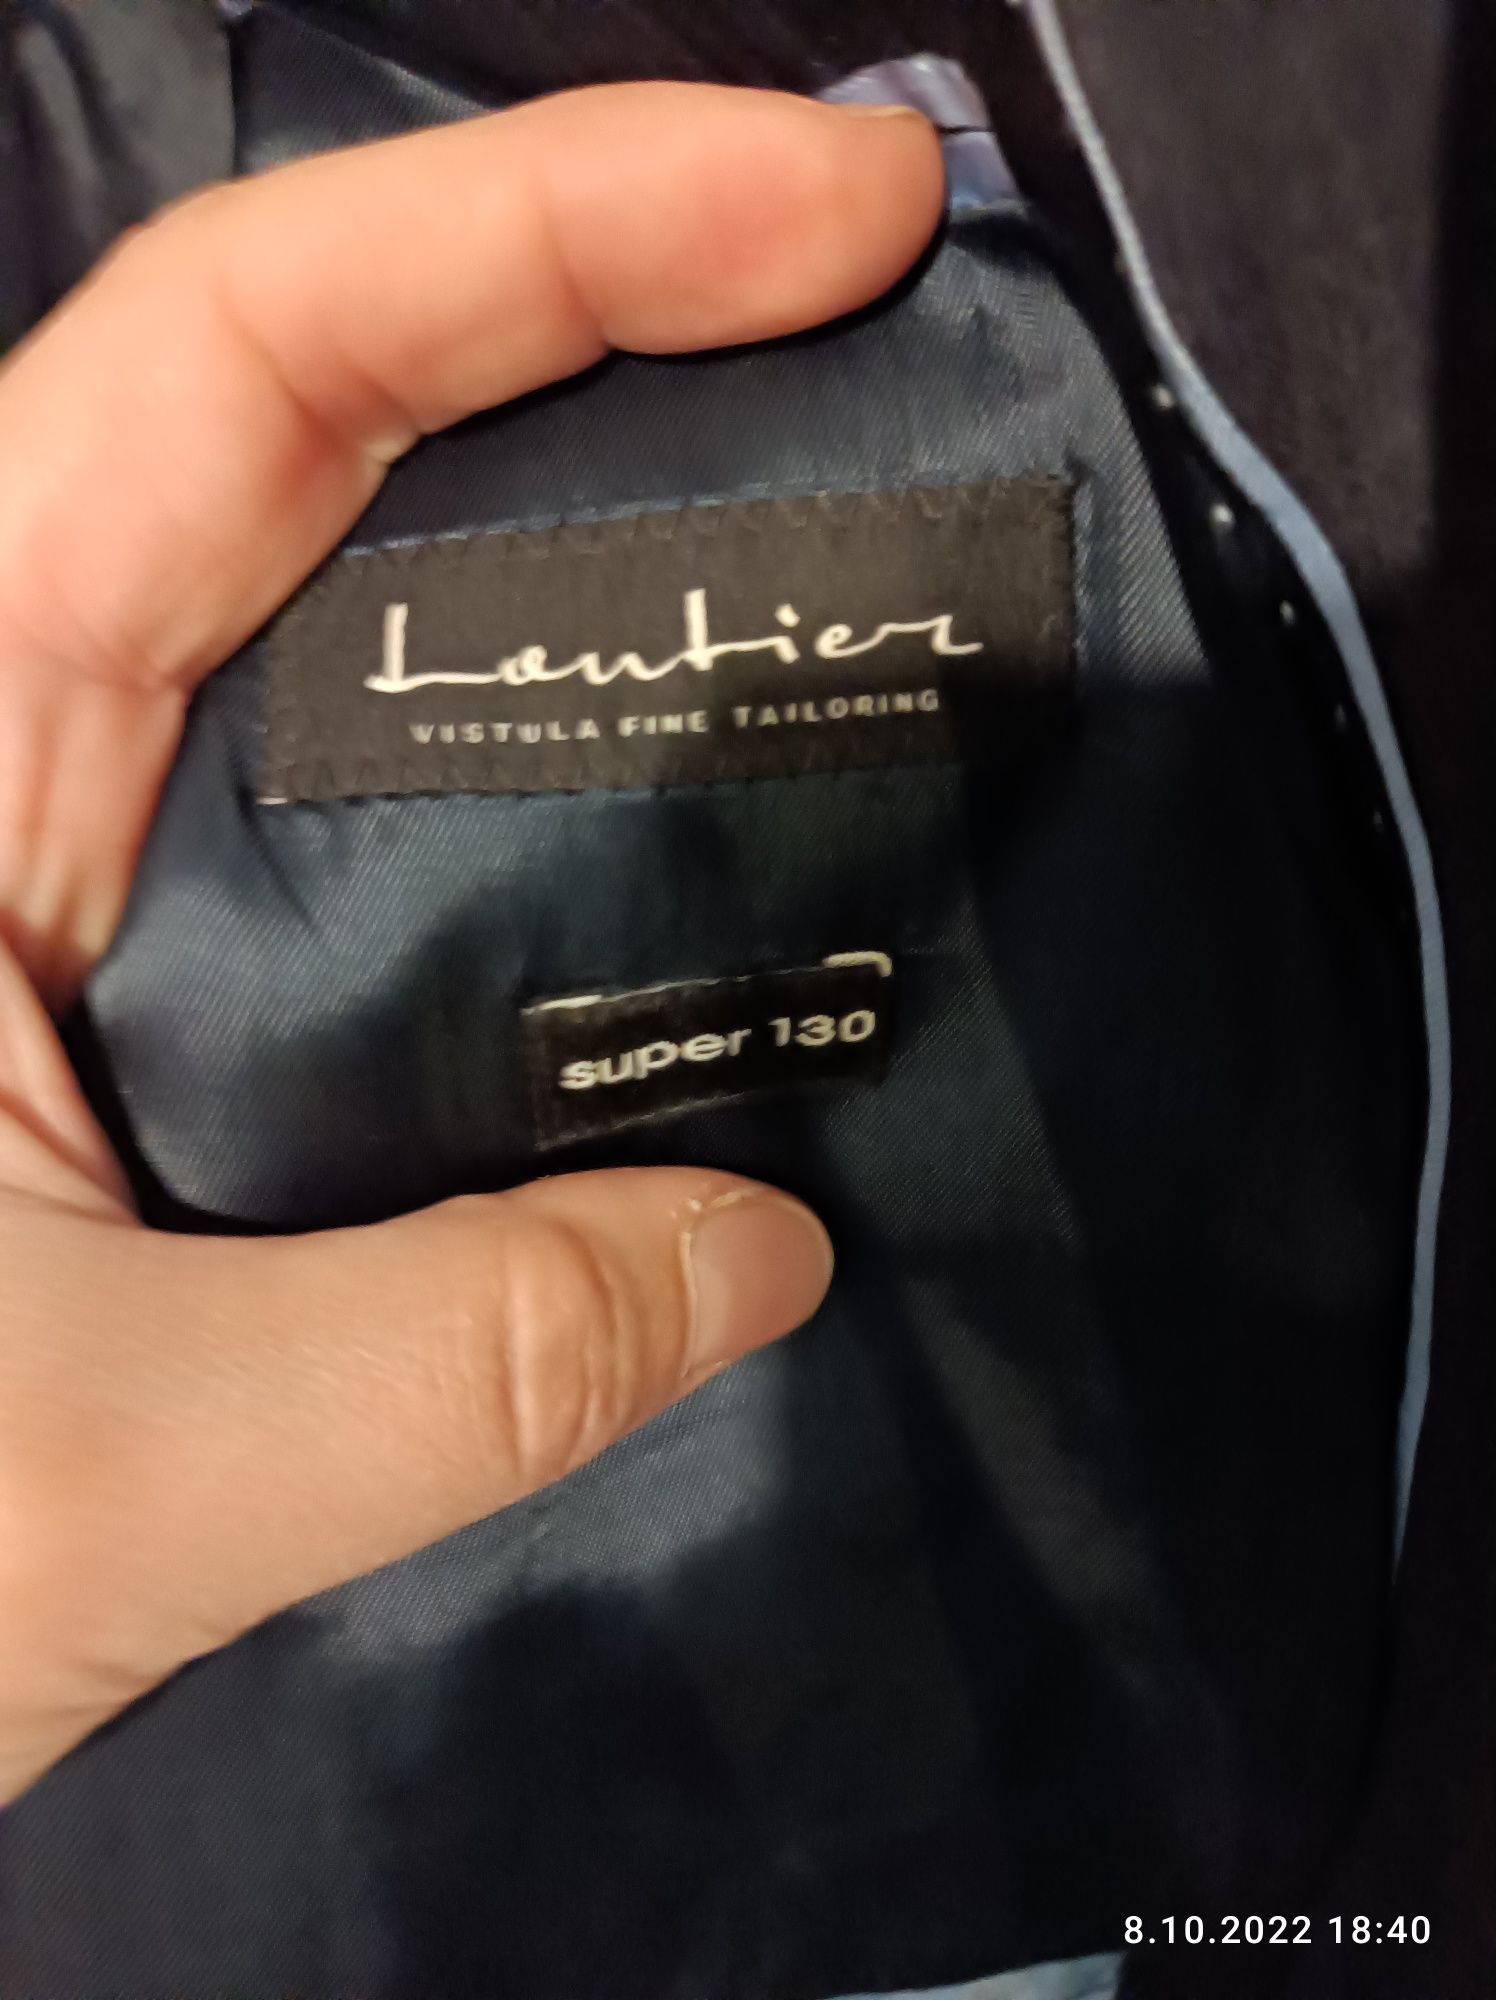 Lantier
VISTULA FINE TAILORING
super 130
8.10.2022 18:40